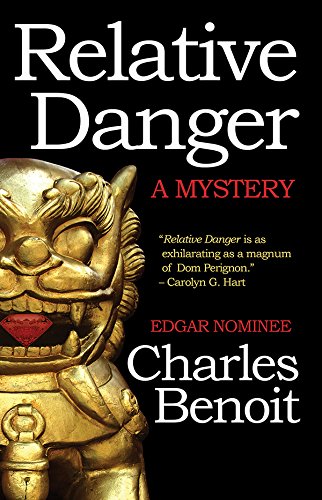 Relative
Danger
A MYSTERY
“Relative Danger is as
exhilarating as a magnum
of Dom Perignon.”
– Carolyn G. Hart
EDGAR NOMINEE
Charles
Benoit